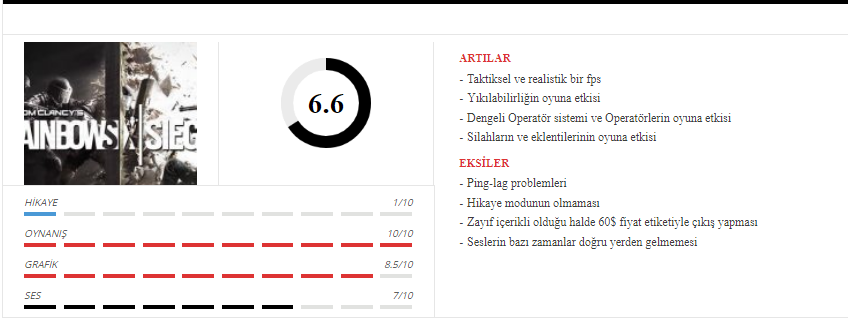 TOM CLANCY'S
RAINBOW SIX SIEG
6.6
HİKAYE 1/10
OYNANIŞ 10/10
GRAFİK 8.5/10
SES 7/10
ARTILAR
- Taktiksel ve realistik bir fps
- Yıkılabilirliğin oyuna etkisi
- Dengeli Operatör sistemi ve Operatörlerin oyuna etkisi
- Silahların ve eklentilerinin oyuna etkisi
EKSİLER
- Ping-lag problemleri
- Hikaye modunun olmaması
- Zayıf içerikli olduğu halde 60$ fiyat etiketiyle çıkış yapması
- Seslerin bazı zamanlar doğru yerden gelmemesi